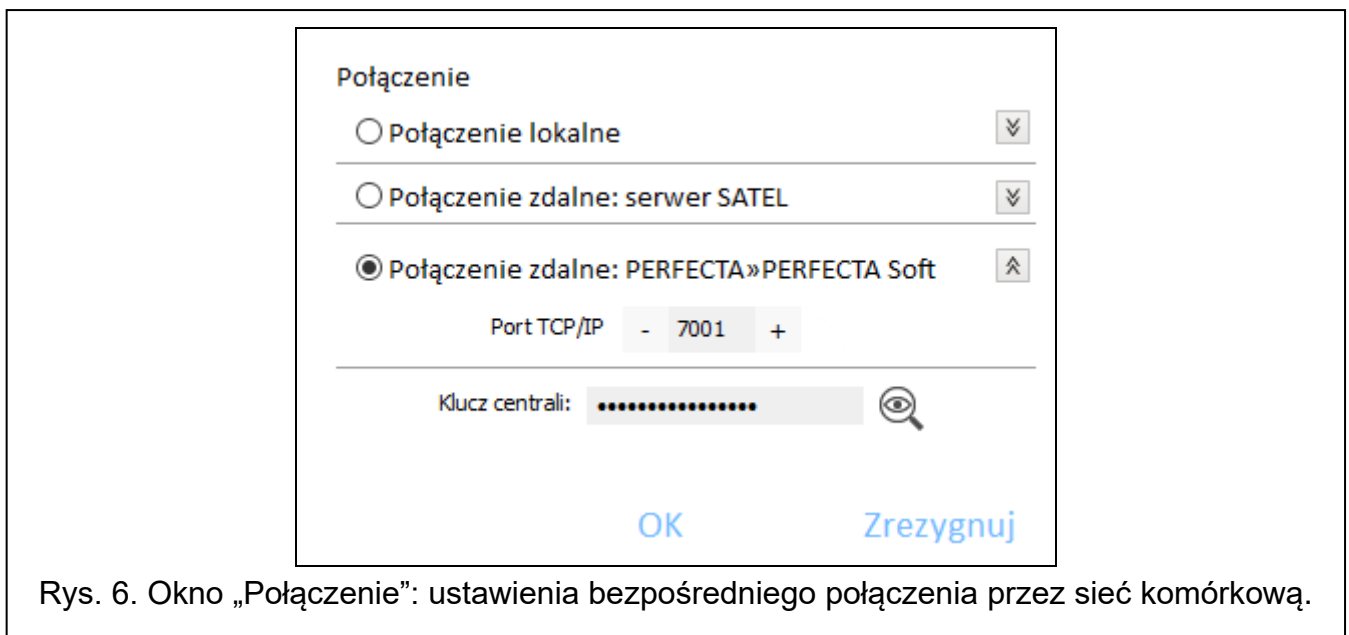 Połączenie
Połączenie lokalne
Połączenie zdalne: serwer SATEL
Połączenie zdalne: PERFECTA»PERFECTA Soft
Port TCP/IP - 7001 +
Klucz centrali: ••••••••••••••••
OK Zrezygnuj
Rys. 6. Okno „Połączenie”: ustawienia bezpośredniego połączenia przez sieć komórkową.